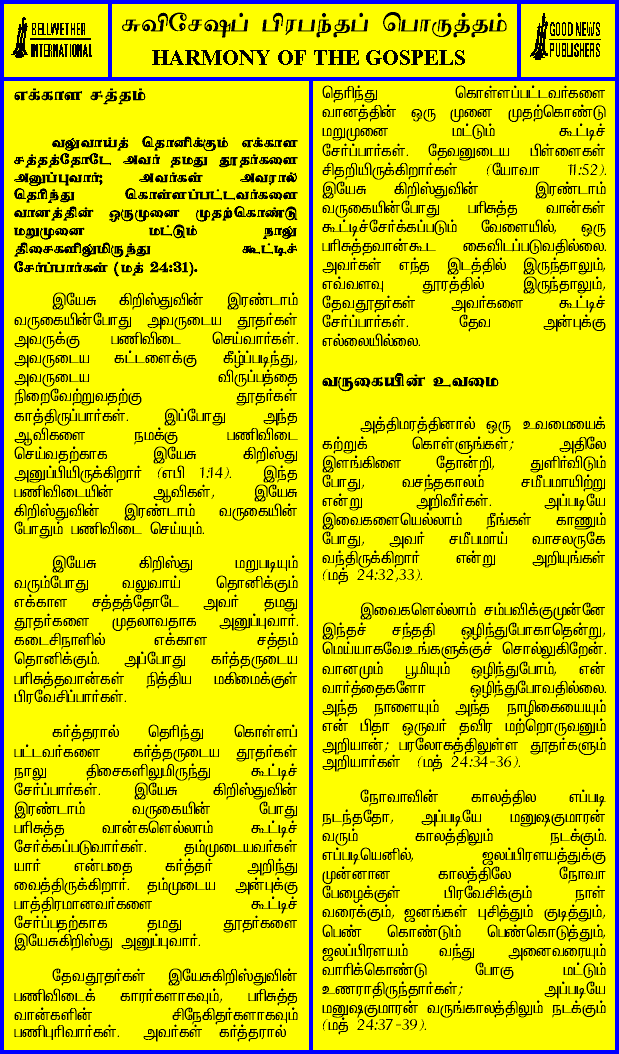 BELLWETHER
INTERNATIONAL
சுவிசேஷப் பிரபந்தப் பொருத்தம்
HARMONY OF THE GOSPELS
GOOD NEWS
PUBLISHERS
எக்காள சத்தம்
வலுவாய்த் தொனிக்கும் எக்காள
சத்தத்தோடே அவர் தமது தூதர்களை
அனுப்புவார்; அவர்கள் அவரால்
தெரிந்து கொள்ளப்பட்டவர்களை
வானத்தின் ஒருமுனை முதற்கொண்டு
மறுமுனை மட்டும் நாலு
திசைகளிலுமிருந்து கூட்டிச்
சேர்ப்பார்கள் (மத் 24:31).
இயேசு கிறிஸ்துவின் இரண்டாம்
வருகையின்போது அவருடைய தூதர்கள்
அவருக்கு பணிவிடை செய்வார்கள்.
அவருடைய கட்டளைக்கு கீழ்ப்படிந்து,
அவருடைய விருப்பத்தை
நிறைவேற்றுவதற்கு தூதர்கள்
காத்திருப்பார்கள். இப்போது அந்த
ஆவிகளை நமக்கு பணிவிடை
செய்வதற்காக இயேசு கிறிஸ்து
அனுப்பியிருக்கிறார் (எபி 1:14). இந்த
பணிவிடையின் ஆவிகள், இயேசு
கிறிஸ்துவின் இரண்டாம் வருகையின்
போதும் பணிவிடை செய்யும்.
இயேசு கிறிஸ்து மறுபடியும்
வரும்போது வலுவாய் தொனிக்கும்
எக்காள சத்தத்தோடே அவர் தமது
தூதர்களை முதலாவதாக அனுப்புவார்.
கடைசிநாளில் எக்காள சத்தம்
தொனிக்கும். அப்போது கர்த்தருடைய
பரிசுத்தவான்கள் நித்திய மகிமைக்குள்
பிரவேசிப்பார்கள்.
கர்த்தரால் தெரிந்து கொள்ளப்
பட்டவர்களை கர்த்தருடைய தூதர்கள்
நாலு திசைகளிலுமிருந்து கூட்டிச்
சேர்ப்பார்கள். இயேசு கிறிஸ்துவின்
இரண்டாம் வருகையின் போது
பரிசுத்த வான்களெல்லாம் கூட்டிச்
சேர்க்கப்படுவார்கள். தம்முடையவர்கள்
யார் என்பதை கர்த்தர் அறிந்து
வைத்திருக்கிறார். தம்முடைய அன்புக்கு
பாத்திரமானவர்களை கூட்டிச்
சேர்ப்பதற்காக தமது தூதர்களை
இயேசுகிறிஸ்து அனுப்புவார்.
தேவதூதர்கள் இயேசுகிறிஸ்துவின்
பணிவிடைக் காரர்களாகவும், பரிசுத்த
வான்களின் சிநேகிதர்களாகவும்
பணிபுரிவார்கள். அவர்கள் கர்த்தரால்
தெரிந்து கொள்ளப்பட்டவர்களை
வானத்தின் ஒரு முனை முதற்கொண்டு
மறுமுனை மட்டும் கூட்டிச்
சேர்ப்பார்கள். தேவனுடைய பிள்ளைகள்
சிதறியிருக்கிறார்கள் (யோவா 11:52).
இயேசு கிறிஸ்துவின் இரண்டாம்
வருகையின்போது பரிசுத்த வான்கள்
கூட்டிச்சேர்க்கப்படும் வேளையில், ஒரு
பரிசுத்தவான்கூட கைவிடப்படுவதில்லை.
அவர்கள் எந்த இடத்தில் இருந்தாலும்,
எவ்வளவு தூரத்தில் இருந்தாலும்,
தேவதூதர்கள் அவர்களை கூட்டிச்
சேர்ப்பார்கள். தேவ அன்புக்கு
எல்லையில்லை.
வருகையின் உவமை
அத்திமரத்தினால் ஒரு உவமையைக்
கற்றுக் கொள்ளுங்கள்; அதிலே
இளங்கிளை தோன்றி, துளிர்விடும்
போது, வசந்தகாலம் சமீபமாயிற்று
என்று அறிவீர்கள். அப்படியே
இவைகளையெல்லாம் நீங்கள் காணும்
போது, அவர் சமீபமாய் வாசலருகே
வந்திருக்கிறார் என்று அறியுங்கள்
(மத் 24:32,33).
இவைகளெல்லாம் சம்பவிக்குமுன்னே
இந்தச் சந்ததி ஒழிந்துபோகாதென்று,
மெய்யாகவேஉங்களுக்குச் சொல்லுகிறேன்.
வானமும் பூமியும் ஒழிந்துபோம், என்
வார்த்தைகளோ ஒழிந்துபோவதில்லை.
அந்த நாளையும் அந்த நாழிகையையும்
என் பிதா ஒருவர் தவிர மற்றொருவனும்
அறியான்; பரலோகத்திலுள்ள தூதர்களும்
அறியார்கள் (மத் 24:34-36).
நோவாவின் காலத்தில எப்படி
நடந்ததோ, அப்படியே மனுஷகுமாரன்
வரும் காலத்திலும் நடக்கும்.
எப்படியெனில், ஜலப்பிரளயத்துக்கு
முன்னான காலத்திலே நோவா
பேழைக்குள் பிரவேசிக்கும் நாள்
வரைக்கும், ஜனங்கள் புசித்தும் குடித்தும்,
பெண் கொண்டும் பெண்கொடுத்தும்,
ஜலப்பிரளயம் வந்து அனைவரையும்
வாரிக்கொண்டு போகு மட்டும்
உணராதிருந்தார்கள்; அப்படியே
மனுஷகுமாரன் வருங்காலத்திலும் நடக்கும்
(மத் 24:37-39).